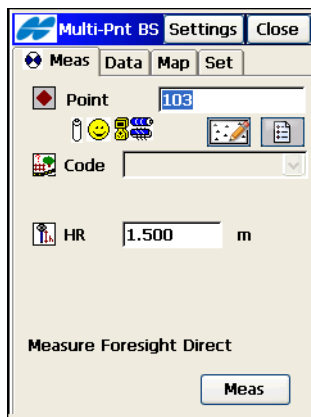 Multi-Pnt BS Settings Close
Meas Data Map Set
Point 103
Code
HR 1.500 m
Measure Foresight Direct
Meas